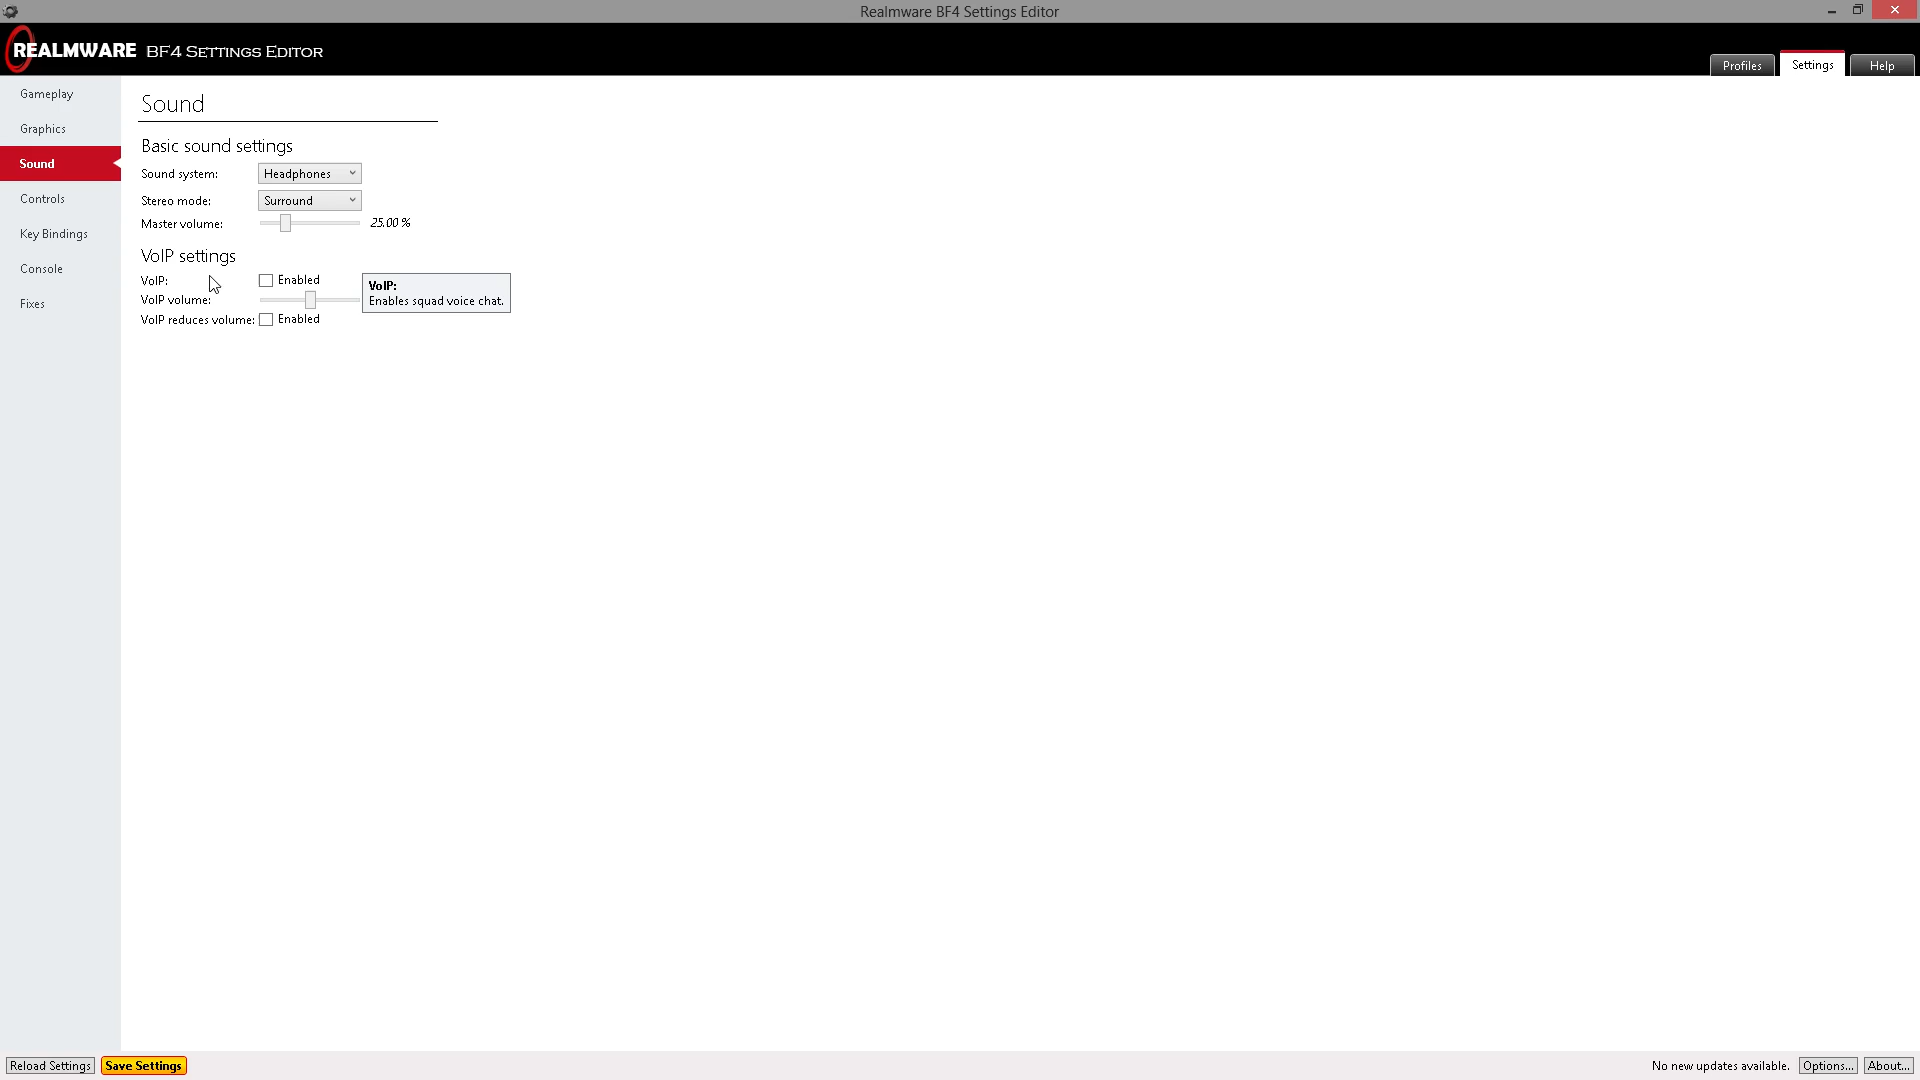 Realmware BF4 Settings Editor
REALMWARE BF4 SETTINGS EDITOR
Profiles Settings Help
Gameplay
Graphics
Sound
Controls
Key Bindings
Console
Fixes
Sound
Basic sound settings
Sound system: Headphones
Stereo mode: Surround
Master volume: 25.00 %
VoIP settings
VoIP: Enabled
VoIP volume:
VoIP reduces volume: Enabled
VoIP:
Enables squad voice chat.
Reload Settings Save Settings No new updates available. Options... About...